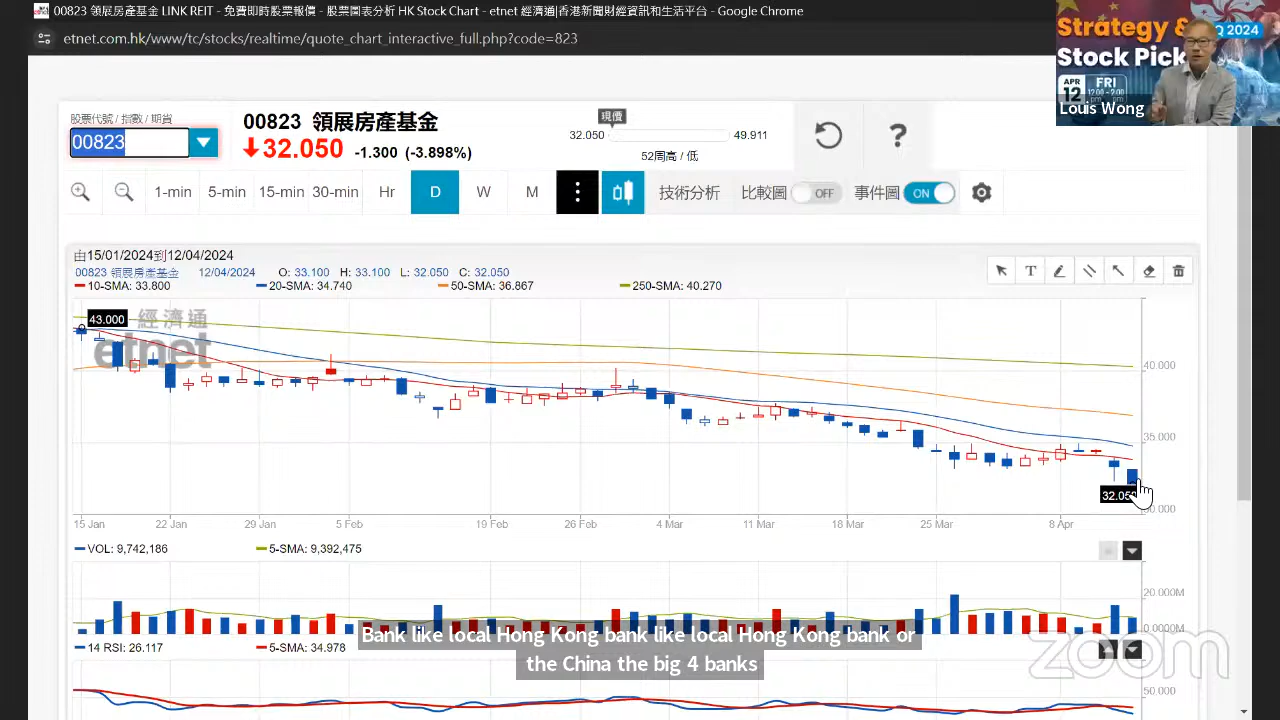 00823 領展房產基金 LINK REIT - 免費即時股票報價 - 股票圖表分析 HK Stock Charts - etnet 經濟通|香港新聞財經資訊和生活平台 - Google Chrome
etnet.com.hk/www/tc/stocks/realtime/
823
Strategy &
Q 2024
Stock Pick
APR
12
FRI
Louis Wong
股票代號 / 指數 / 期貨
00823
00823 領展房產基金
32.050 -1.300 (-3.898%)
現價
32.050 49.911
52周高 / 低
?
1-min 5-min 15-min 30-min Hr D W M 技術分析 比較圖 OFF 事件圖 ON
由15/01/2024到12/04/2024
00823 領展房產基金 12/04/2024 O: 33.100 H: 33.100 L: 32.050 C: 32.050
10-SMA: 33.800 20-SMA: 34.740 50-SMA: 36.867 250-SMA: 40.270
T
43.000
經濟通
etnet
40.000
35.000
32.05
15 Jan 22 Jan 29 Jan 5 Feb 19 Feb 26 Feb 4 Mar 11 Mar 18 Mar 25 Mar 8 Apr
VOL: 9,742,186 5-SMA: 9,392,475
20.000M
0.0000M
Bank like local Hong Kong bank like local Hong Kong bank or
the China the big 4 banks
14 RSI: 26.117 5-SMA: 34.978
zoom
50.000